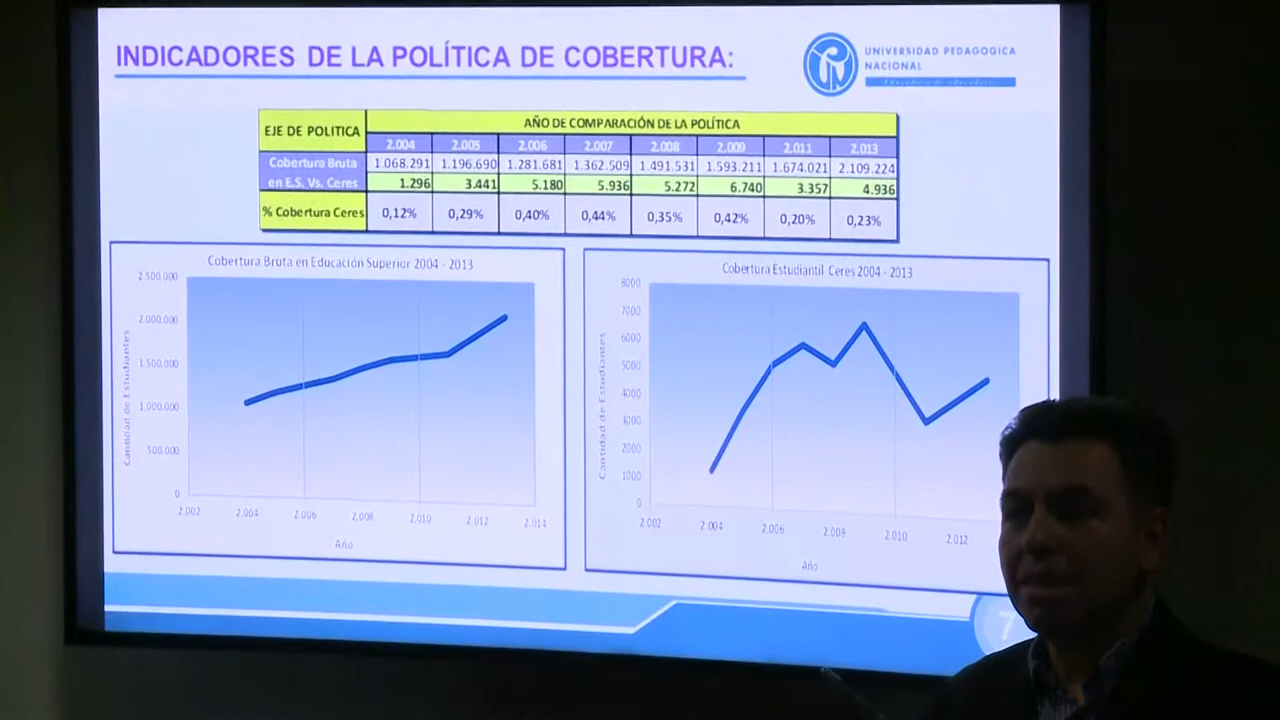 INDICADORES DE LA POLÍTICA DE COBERTURA:
UNIVERSIDAD PEDAGOGICA
NACIONAL
EJE DE POLITICA
AÑO DE COMPARACIÓN DE LA POLÍTICA
2.004 2.005 2.006 2.007 2.008 2.009 2.011 2.013
Cobertura Bruta 1.068.291 1.196.690 1.281.681 1.362.509 1.491.531 1.593.211 1.674.021 2.109.224
en E.S. Vs. Ceres 1.296 3.441 5.180 5.936 5.272 6.740 3.357 4.936
% Cobertura Ceres 0,12% 0,29% 0,40% 0,44% 0,35% 0,42% 0,20% 0,23%
Cobertura Bruta en Educación Superior 2004 - 2013
Cantidad de Estudiantes
2.500.000
2.000.000
1.500.000
1.000.000
500.000
0
2.002 2.004 2.006 2.008 2.010 2.012 2.014
Año
Cobertura Estudiantil Ceres 2004 - 2013
Cantidad de Estudiantes
8000
7000
6000
5000
4000
3000
2000
1000
0
2.002 2.004 2.006 2.008 2.010 2.012
Año
7